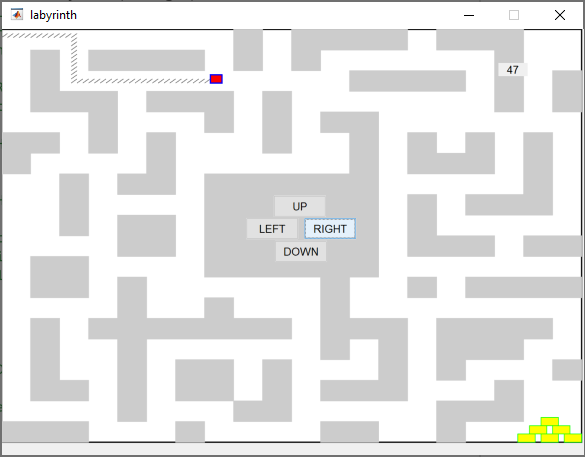 labyrinth
47
UP
LEFT RIGHT
DOWN